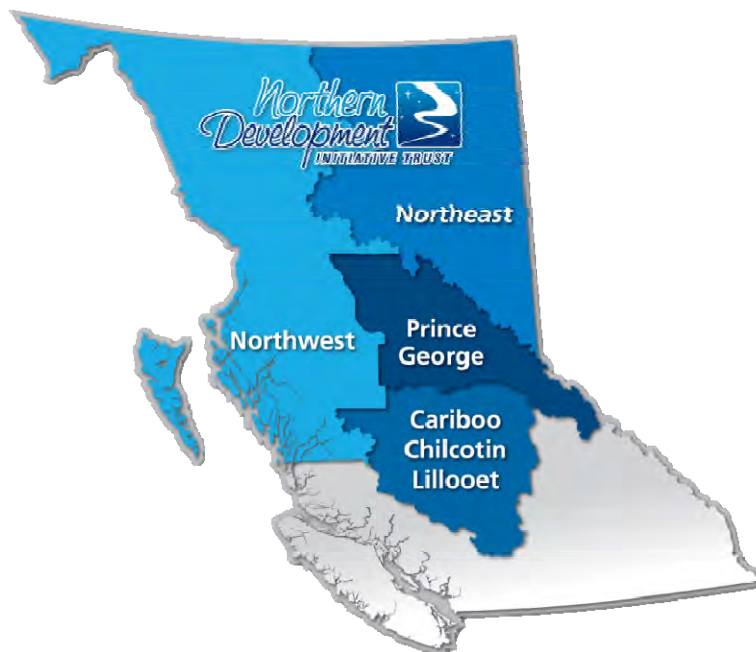 Northern
Development
INITIATIVE TRUST
Northeast
Northwest
Prince
George
Cariboo
Chilcotin
Lillooet